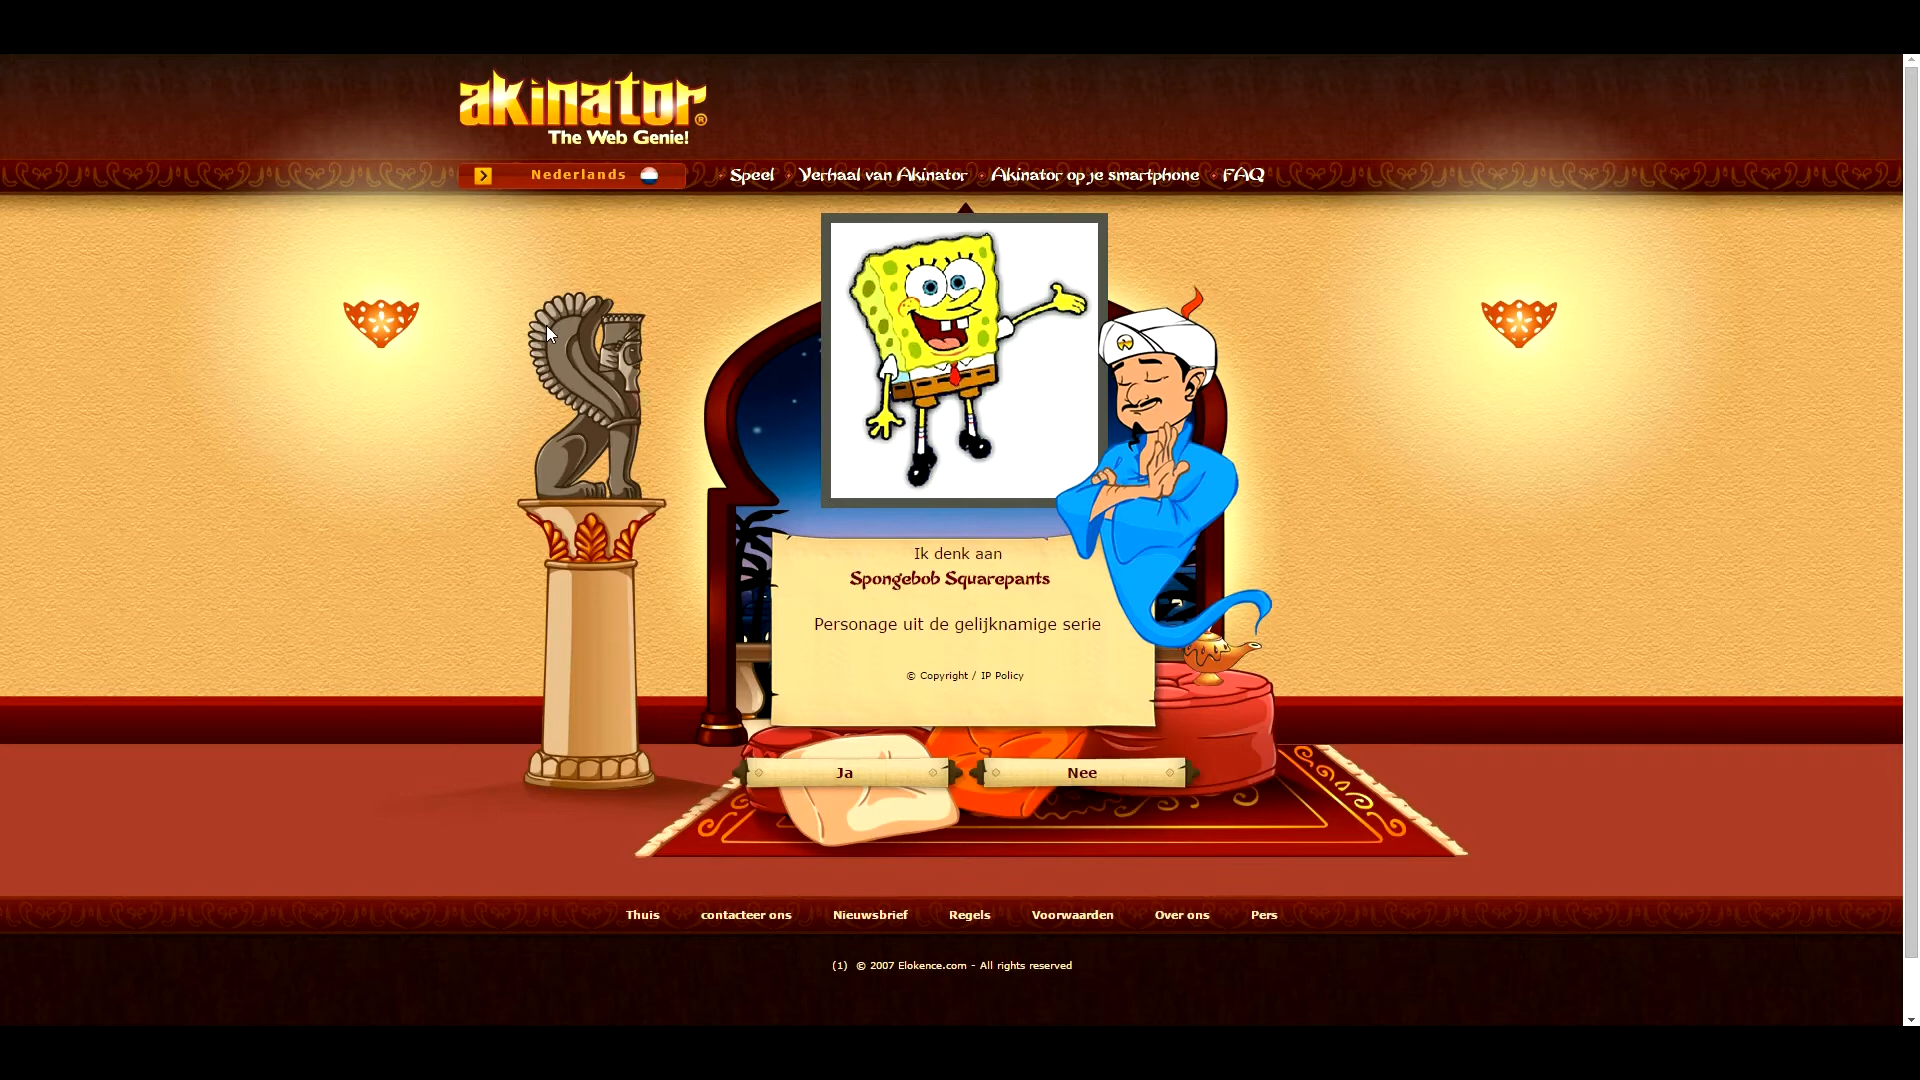 akinator®
The Web Genie!
Nederlands
Speel
Verhaal van Akinator
Akinator op je smartphone
FAQ
Ik denk aan
Spongebob Squarepants
Personage uit de gelijknamige serie
© Copyright / IP Policy
Ja
Nee
Thuis
contacteer ons
Nieuwsbrief
Regels
Voorwaarden
Over ons
Pers
(1) © 2007 Elokence.com - All rights reserved